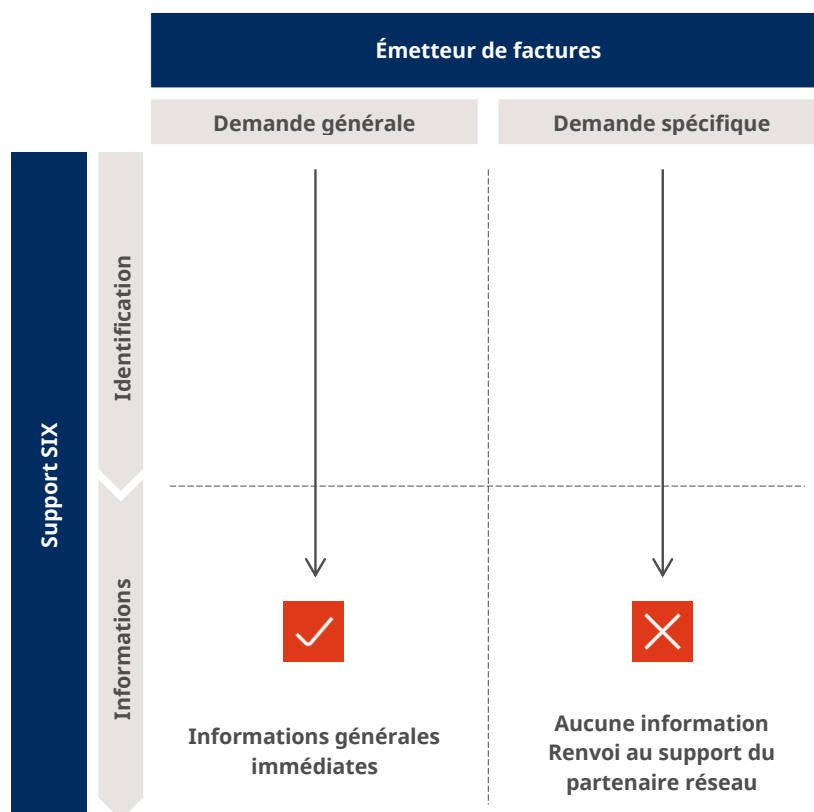 Émetteur de factures
Demande générale
Demande spécifique
Support SIX
Identification
Informations
Informations générales
immédiates
Aucune information
Renvoi au support du
partenaire réseau